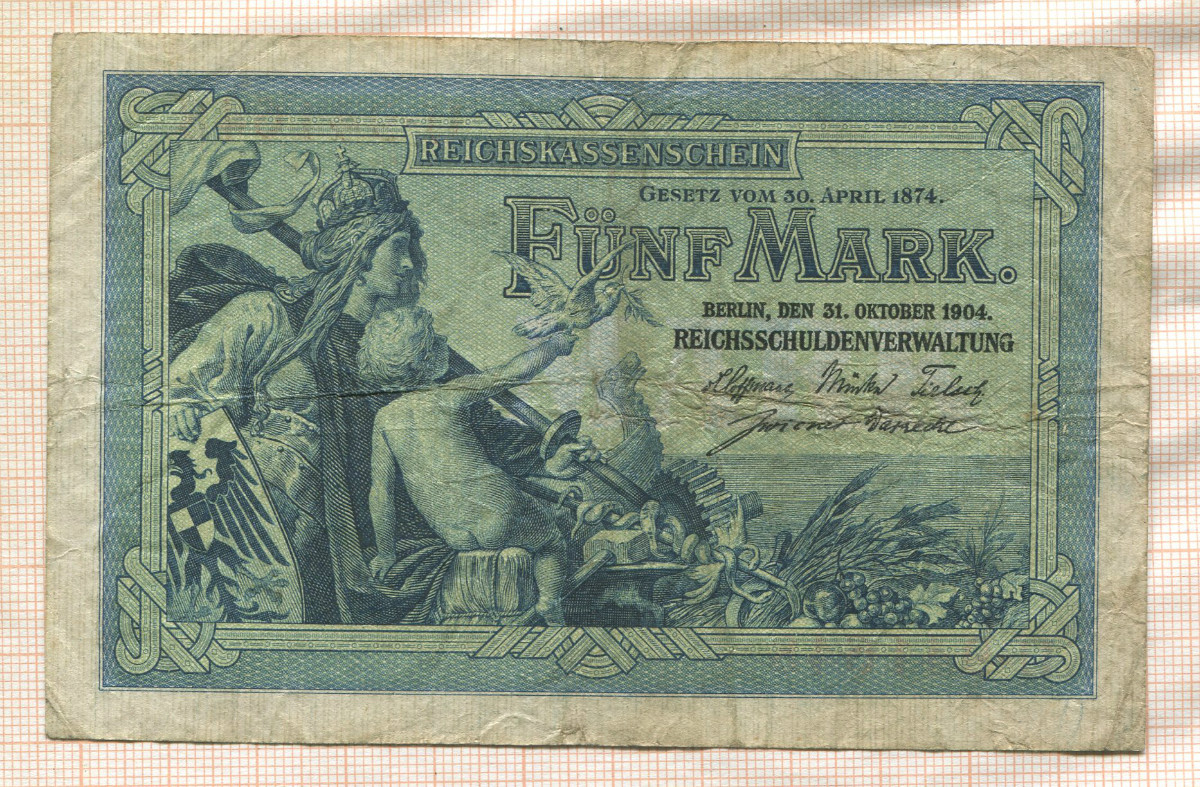 REICHSKASSENSCHEIN
GESETZ VOM 30. APRIL 1874.
FÜNF MARK.
BERLIN, DEN 31. OKTOBER 1904.
REICHSSCHULDENVERWALTUNG